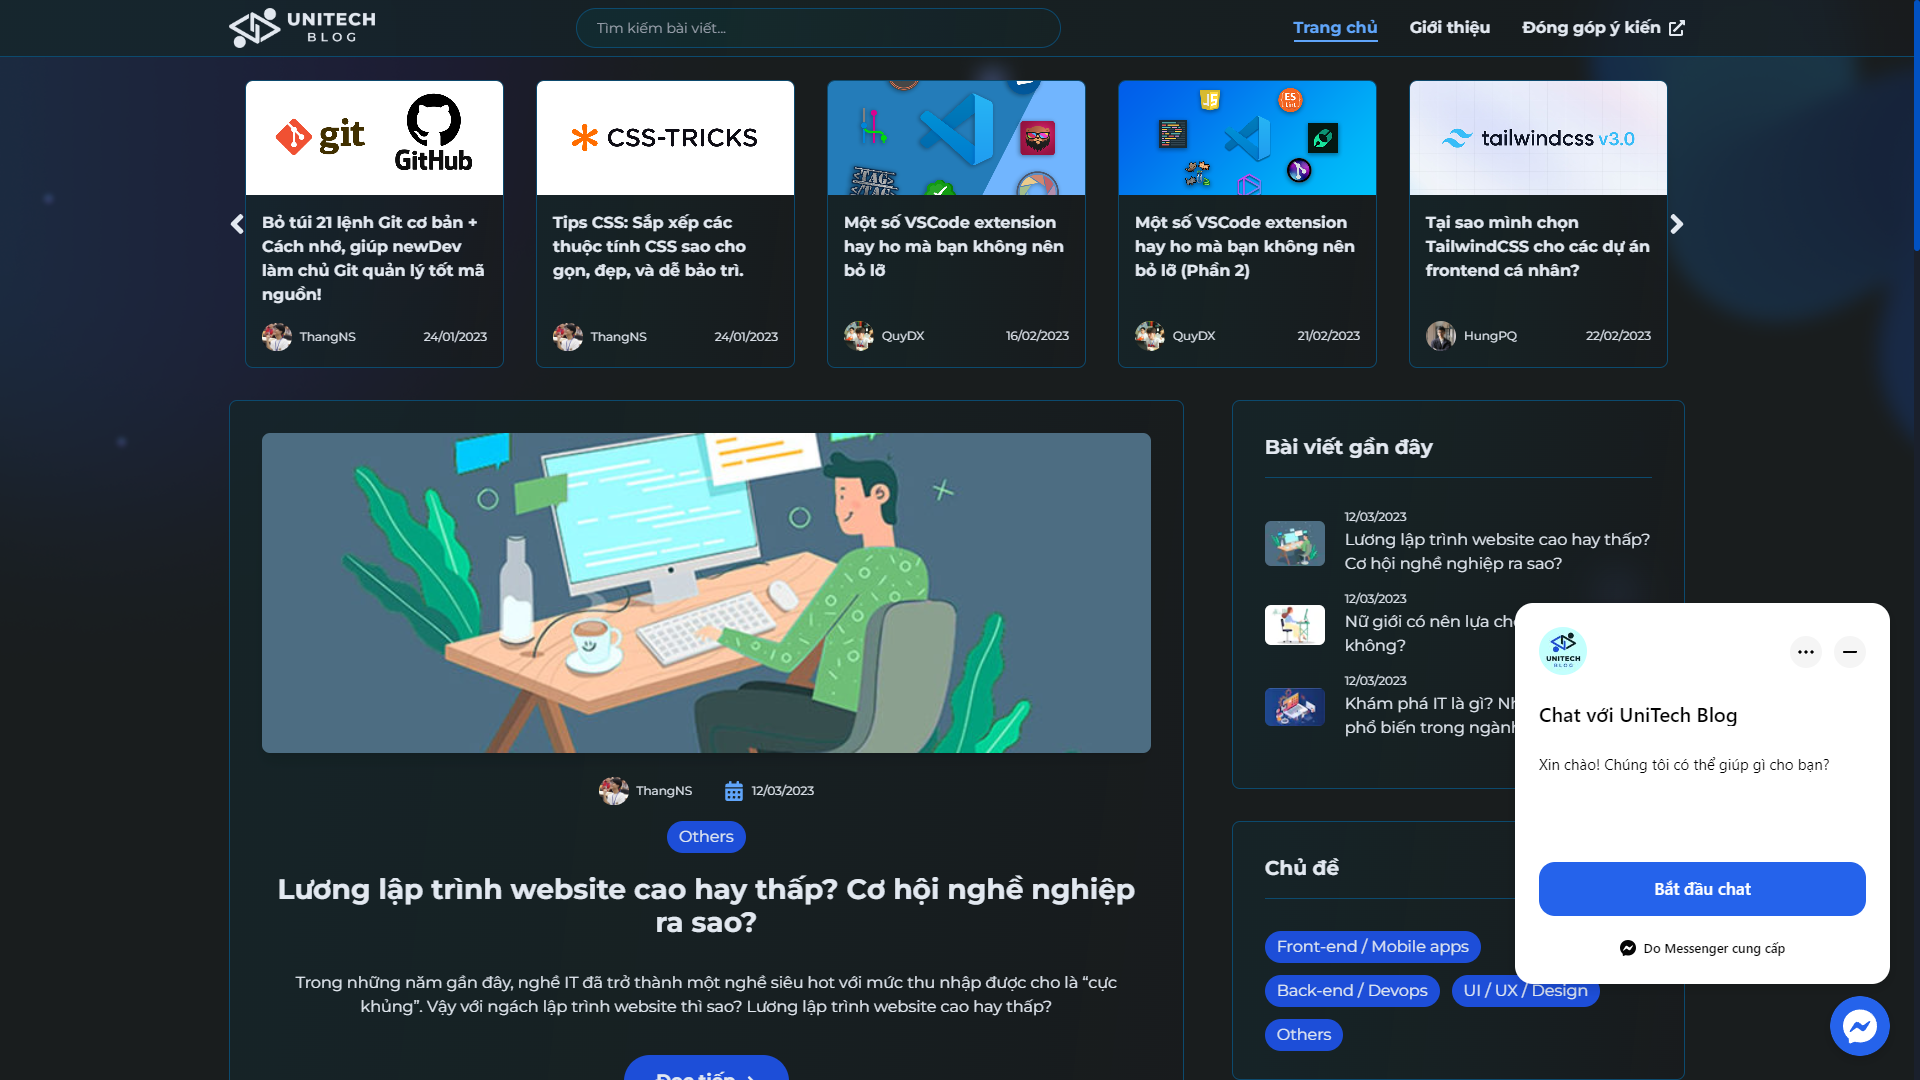 UNITECH
BLOG
Tìm kiếm bài viết...
Trang chủ
Giới thiệu
Đóng góp ý kiến
git
GitHub
CSS-TRICKS
JS
ES
Lint
tailwindcss v3.0
Bỏ túi 21 lệnh Git cơ bản +
Cách nhớ, giúp newDev
làm chủ Git quản lý tốt mã
nguồn!
ThangNS
24/01/2023
Tips CSS: Sắp xếp các
thuộc tính CSS sao cho
gọn, đẹp, và dễ bảo trì.
ThangNS
24/01/2023
<TAG>
</TAG>
Một số VSCode extension
hay ho mà bạn không nên
bỏ lỡ
QuyDX
16/02/2023
Một số VSCode extension
hay ho mà bạn không nên
bỏ lỡ (Phần 2)
QuyDX
21/02/2023
Tại sao mình chọn
TailwindCSS cho các dự án
frontend cá nhân?
HungPQ
22/02/2023
ThangNS
12/03/2023
Others
Lương lập trình website cao hay thấp? Cơ hội nghề nghiệp
ra sao?
Trong những năm gần đây, nghề IT đã trở thành một nghề siêu hot với mức thu nhập được cho là “cực
khủng”. Vậy với ngách lập trình website thì sao? Lương lập trình website cao hay thấp?
Đọc tiếp
Bài viết gần đây
12/03/2023
Lương lập trình website cao hay thấp?
Cơ hội nghề nghiệp ra sao?
12/03/2023
Nữ giới có nên lựa
không?
12/03/2023
Khám phá IT là gì?
phổ biến trong ngành
Chủ đề
Front-end / Mobile apps
Back-end / Devops
UI / UX / Design
Others
UNITECH
BLOG
Chat với UniTech Blog
Xin chào! Chúng tôi có thể giúp gì cho bạn?
Bắt đầu chat
Do Messenger cung cấp